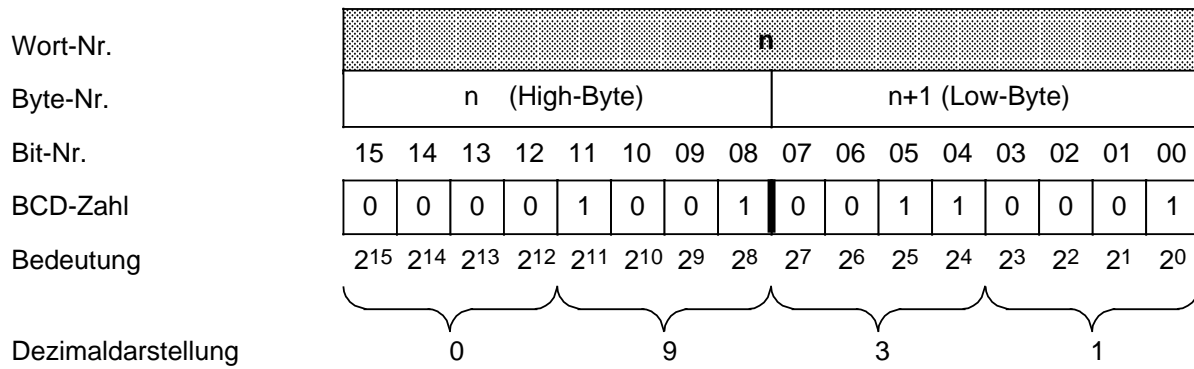 Wort-Nr. n
Byte-Nr. n (High-Byte) n+1 (Low-Byte)
Bit-Nr. 15 14 13 12 11 10 09 08 07 06 05 04 03 02 01 00
BCD-Zahl 0 0 0 0 1 0 0 1 0 0 1 1 0 0 0 1
Bedeutung 2¹⁵ 2¹⁴ 2¹³ 2¹² 2¹¹ 2¹⁰ 2⁹ 2⁸ 2⁷ 2⁶ 2⁵ 2⁴ 2³ 2² 2¹ 2⁰
Dezimaldarstellung 0 9 3 1